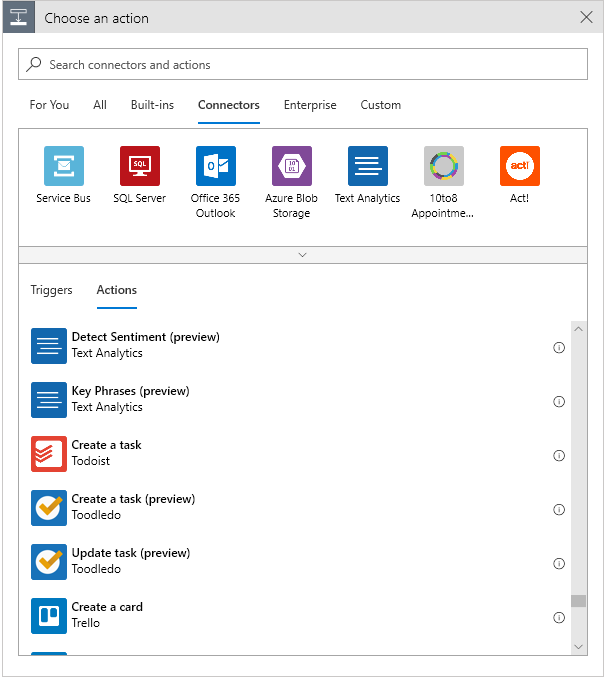 Choose an action
Search connectors and actions
For You All Built-ins Connectors Enterprise Custom
SQL
O
10
01
act!
Service Bus SQL Server Office 365 Azure Blob Text Analytics 10to8 Act!
Outlook Storage Appointme...
Triggers Actions
Detect Sentiment (preview)
Text Analytics
Key Phrases (preview)
Text Analytics
Create a task
Todoist
Create a task (preview)
Toodledo
Update task (preview)
Toodledo
Create a card
Trello